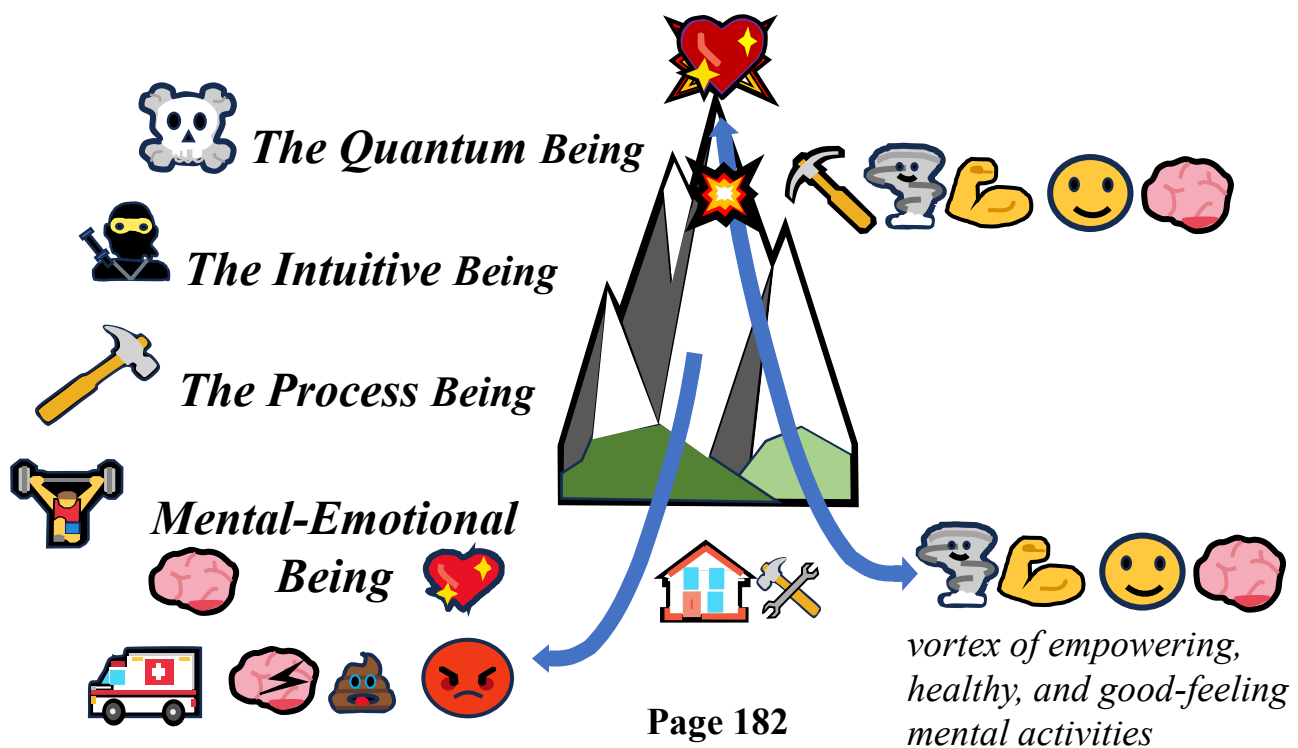 The Quantum Being
The Intuitive Being
The Process Being
Mental-Emotional
Being
vortex of empowering,
healthy, and good-feeling
mental activities
Page 182